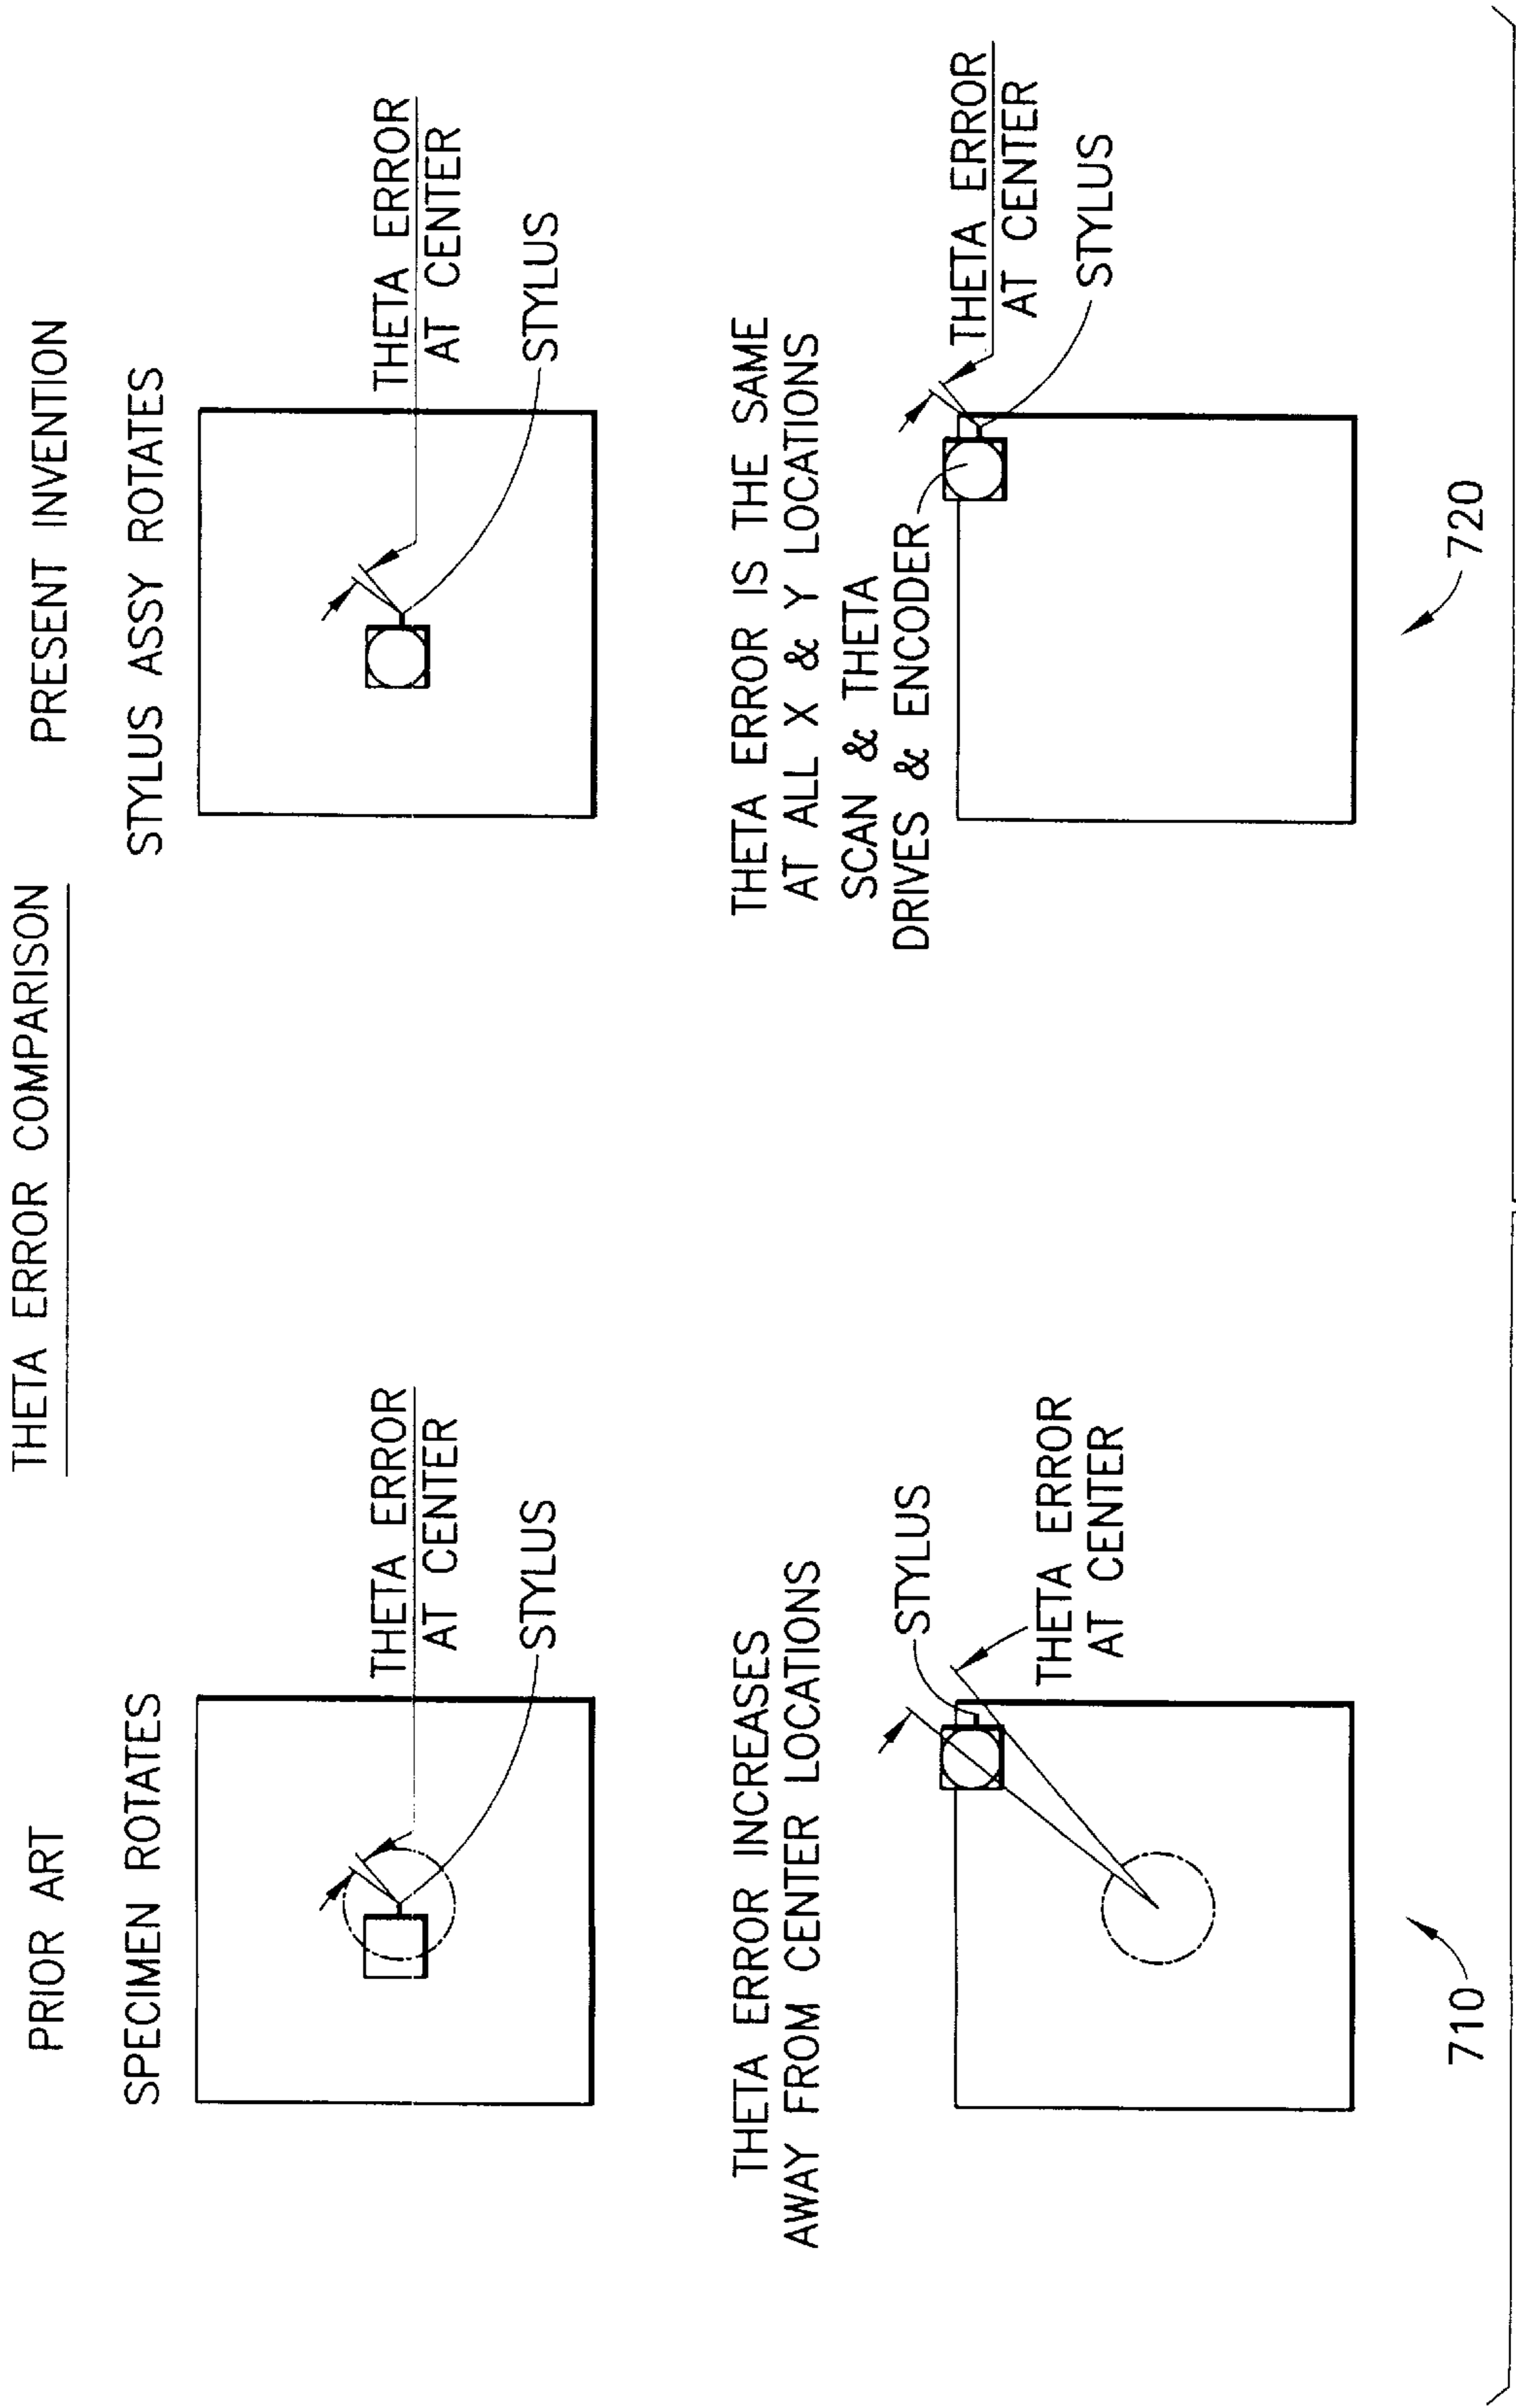 THETA ERROR COMPARISON
PRIOR ART
SPECIMEN ROTATES
THETA ERROR
AT CENTER
STYLUS
THETA ERROR INCREASES
AWAY FROM CENTER LOCATIONS
STYLUS
THETA ERROR
AT CENTER
710
PRESENT INVENTION
STYLUS ASSY ROTATES
THETA ERROR
AT CENTER
STYLUS
THETA ERROR IS THE SAME
AT ALL X & Y LOCATIONS
SCAN & THETA
DRIVES & ENCODER
THETA ERROR
AT CENTER
STYLUS
720